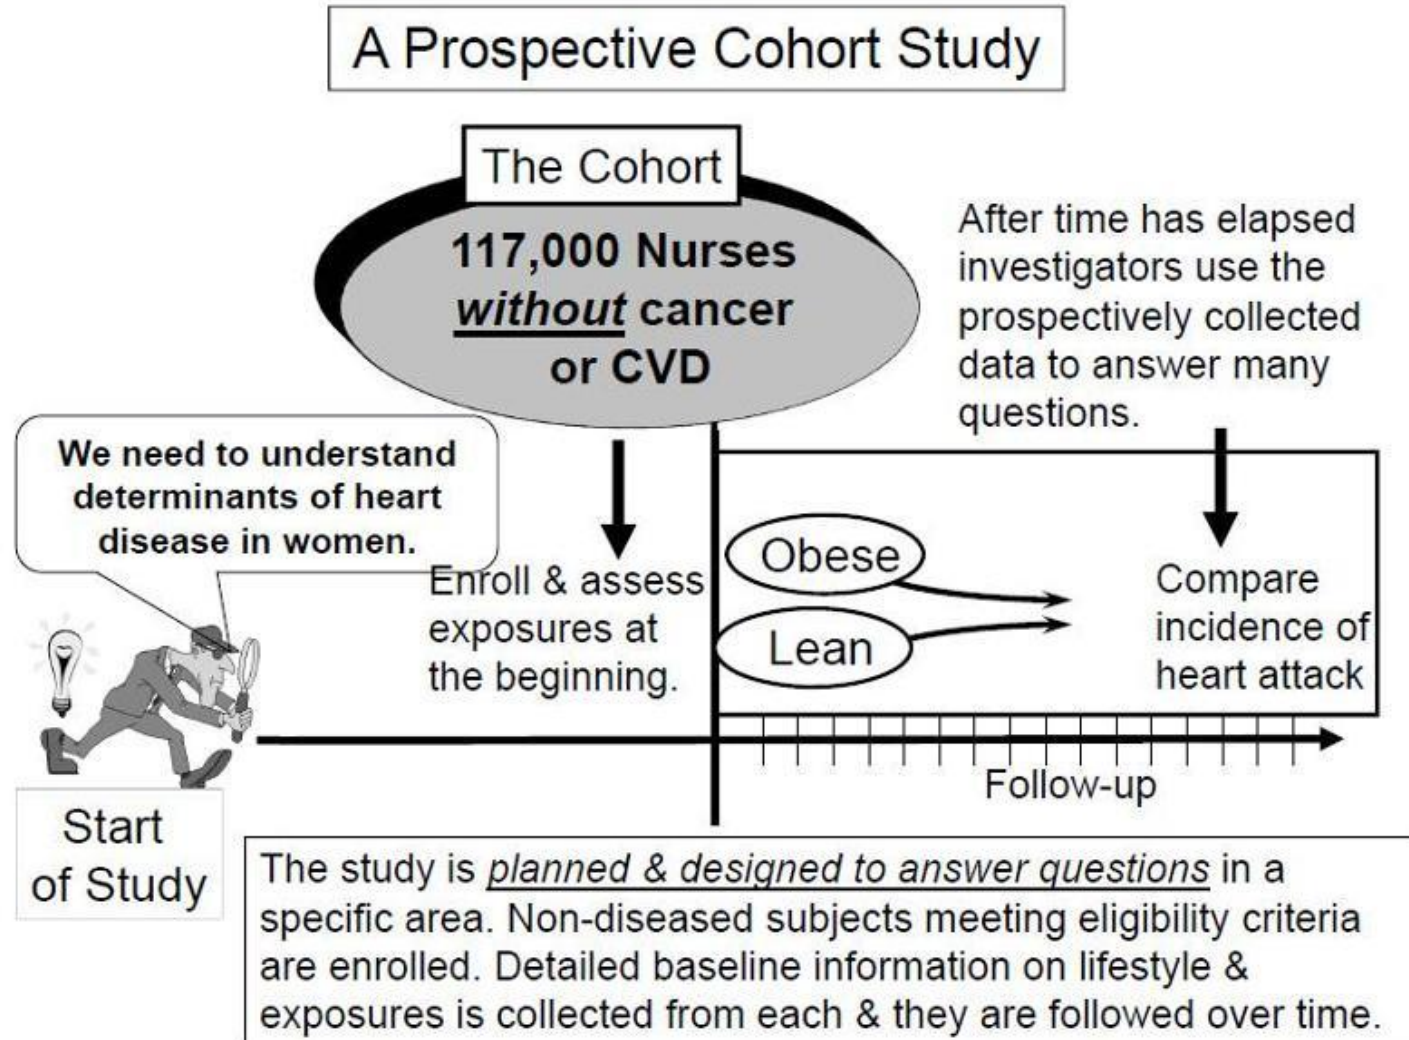 A Prospective Cohort Study
The Cohort
117,000 Nurses
without cancer
or CVD
After time has elapsed
investigators use the
prospectively collected
data to answer many
questions.
We need to understand
determinants of heart
disease in women.
Enroll & assess
exposures at
the beginning.
Obese
Lean
Compare
incidence of
heart attack
Follow-up
Start
of Study
The study is planned & designed to answer questions in a
specific area. Non-diseased subjects meeting eligibility criteria
are enrolled. Detailed baseline information on lifestyle &
exposures is collected from each & they are followed over time.